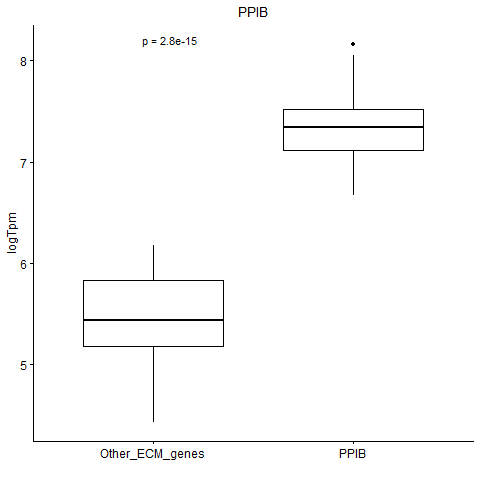 PPIB
p = 2.8e-15
8
7
6
5
logTpm
Other_ECM_genes
PPIB